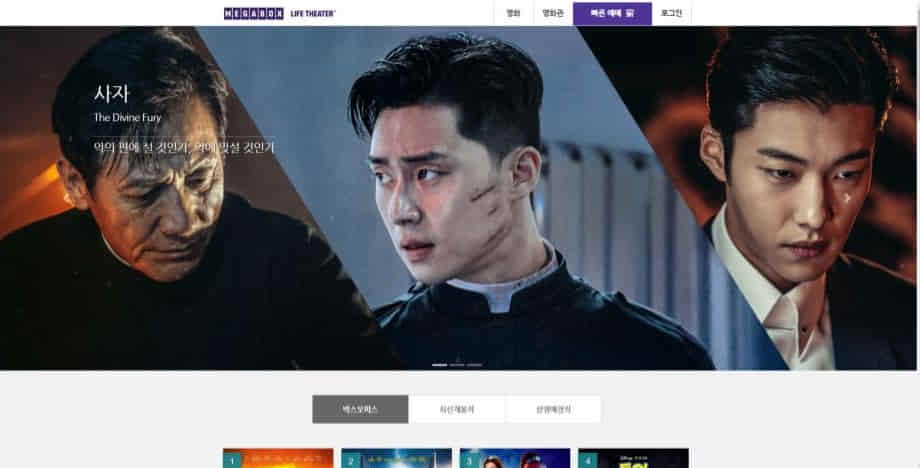 MEGABOX LIFE THEATER
영화 영화관 빠른 예매 로그인
사자
The Divine Fury
악의 편에 설 것인가, 악에 맞설 것인가
박스오피스 최신개봉작 상영예정작
1 2 3 4